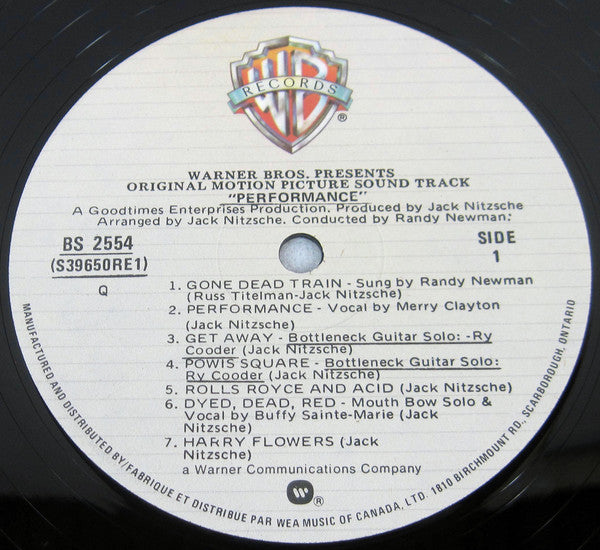 WB
RECORDS
®
WARNER BROS. PRESENTS
ORIGINAL MOTION PICTURE SOUND TRACK
"PERFORMANCE"
A Goodtimes Enterprises Production. Produced by Jack Nitzsche
Arranged by Jack Nitzsche. Conducted by Randy Newman.
BS 2554
(S39650RE1)
Q
SIDE
1
1. GONE DEAD TRAIN - Sung by Randy Newman
(Russ Titelman-Jack Nitzsche)
2. PERFORMANCE - Vocal by Merry Clayton
(Jack Nitzsche)
3. GET AWAY - Bottleneck Guitar Solo: -Ry
Cooder (Jack Nitzsche)
4. POWIS SQUARE - Bottleneck Guitar Solo:
Ry Cooder (Jack Nitzsche)
5. ROLLS ROYCE AND ACID (Jack Nitzsche)
6. DYED, DEAD, RED - Mouth Bow Solo &
Vocal by Buffy Sainte-Marie (Jack
Nitzsche)
7. HARRY FLOWERS (Jack
Nitzsche)
a Warner Communications Company
®
MANUFACTURED AND DISTRIBUTED BY/FABRIQUE ET DISTRIBUE PAR WEA MUSIC OF CANADA, LTD. 1810 BIRCHMOUNT RD., SCARBOROUGH, ONTARIO